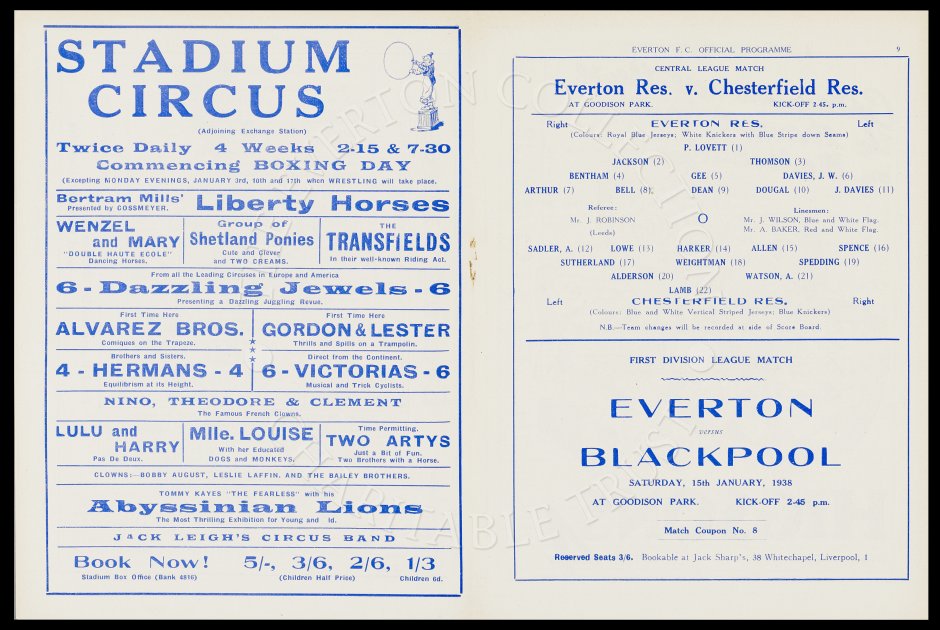 STADIUM
CIRCUS
(Adjoining Exchange Station)
Twice Daily 4 Weeks 2-15 & 7-30
Commencing BOXING DAY
(Excepting MONDAY EVENINGS, JANUARY 3rd, 10th and 17th when WRESTLING will take place.
Bertram Mills'
Presented by COSSMEYER.
Liberty Horses
WENZEL
and MARY
"DOUBLE HAUTE ECOLE"
Dancing Horses.
Group of
Shetland Ponies
Cute and Clever
and TWO CREAMS.
THE
TRANSFIELDS
In their well-known Riding Act.
From all the Leading Circuses in Europe and America
6 - Dazzling Jewels - 6
Presenting a Dazzling Juggling Revue.
First Time Here
ALVAREZ BROS.
Comiques on the Trapeze.
First Time Here
GORDON & LESTER
Thrills and Spills on a Trampolin.
Brothers and Sisters.
4 - HERMANS - 4
Equilibrism at its Height.
Direct from the Continent.
6 - VICTORIAS - 6
Musical and Trick Cyclists.
NINO, THEODORE & CLEMENT
The Famous French Clowns.
LULU and
HARRY
Pas De Deux.
Mlle. LOUISE
With her Educated
DOGS and MONKEYS.
Time Permitting.
TWO ARTYS
Just a Bit of Fun.
Two Brothers with a Horse.
CLOWNS:—BOBBY AUGUST, LESLIE LAFFIN. AND THE BAILEY BROTHERS.
TOMMY KAYES "THE FEARLESS" with his
Abyssinian Lions
The Most Thrilling Exhibition for Young and ld.
JACK LEIGH'S CIRCUS BAND
Book Now! 5/-, 3/6, 2/6, 1/3
Stadium Box Office (Bank 4816) (Children Half Price) Children 6d.
EVERTON F.C. OFFICIAL PROGRAMME 9
CENTRAL LEAGUE MATCH
Everton Res. v. Chesterfield Res.
AT GOODISON PARK. KICK-OFF 2-45. p.m.
Right EVERTON RES. Left
(Colours: Royal Blue Jerseys; White Knickers with Blue Stripe down Seams)
P. LOVETT (1)
JACKSON (2) THOMSON (3)
BENTHAM (4) GEE (5) DAVIES, J. W. (6)
ARTHUR (7) BELL (8) DEAN (9) DOUGAL (10) J. DAVIES (11)
Referee:
Mr. J. ROBINSON
(Leeds)
O
Linesmen:
Mr. J. WILSON, Blue and White Flag.
Mr. A. BAKER, Red and White Flag.
SADLER, A. (12) LOWE (13) HARKER (14) ALLEN (15) SPENCE (16)
SUTHERLAND (17) WEIGHTMAN (18) SPEDDING (19)
ALDERSON (20) WATSON, A. (21)
LAMB (22)
Left CHESTERFIELD RES. Right
(Colours: Blue and White Vertical Striped Jerseys; Blue Knickers)
N.B.—Team changes will be recorded at side of Score Board.
FIRST DIVISION LEAGUE MATCH
EVERTON
versus
BLACKPOOL
SATURDAY, 15th JANUARY, 1938
AT GOODISON PARK. KICK-OFF 2-45 p.m.
Match Coupon No. 8
Reserved Seats 3/6. Bookable at Jack Sharp's, 38 Whitechapel, Liverpool, 1